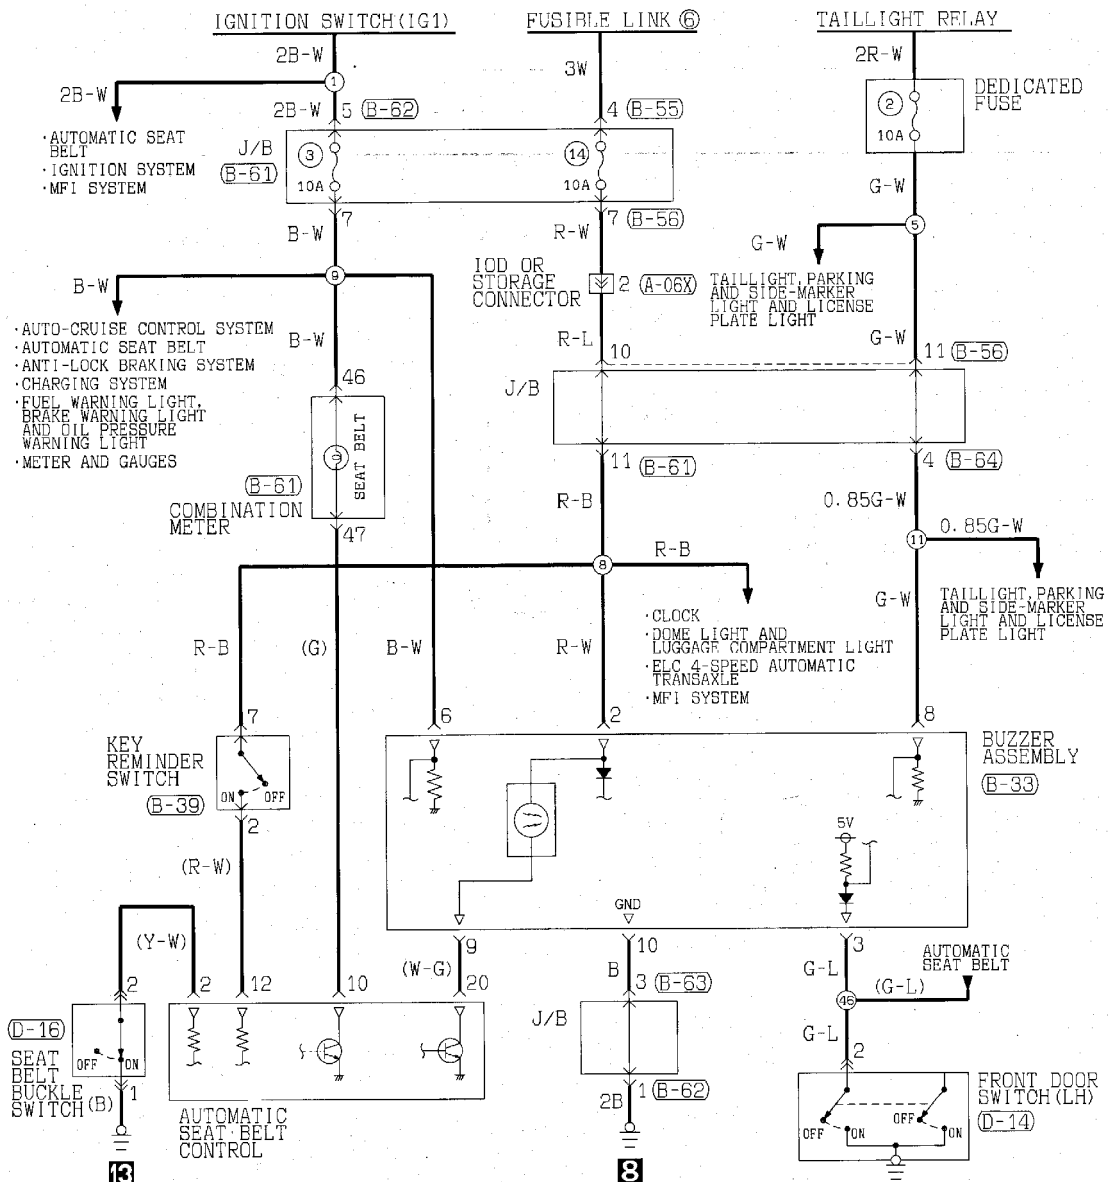 IGNITION SWITCH(IG1)
FUSIBLE LINK ⑥
TAILLIGHT RELAY
2B-W
3W
2R-W
1
2B-W
2B-W
5
B-62
4
B-55
2
10A
DEDICATED
FUSE
·AUTOMATIC SEAT
BELT
·IGNITION SYSTEM
·MFI SYSTEM
J/B
B-61
3
10A
14
10A
G-W
7
7
B-56
B-W
R-W
5
G-W
9
B-W
IOD OR
STORAGE
CONNECTOR
2
A-06X
TAILLIGHT, PARKING
AND SIDE-MARKER
LIGHT AND LICENSE
PLATE LIGHT
·AUTO-CRUISE CONTROL SYSTEM
·AUTOMATIC SEAT BELT
·ANTI-LOCK BRAKING SYSTEM
·CHARGING SYSTEM
·FUEL WARNING LIGHT,
BRAKE WARNING LIGHT
AND OIL PRESSURE
WARNING LIGHT
·METER AND GAUGES
B-W
R-L
G-W
10
11
B-56
46
J/B
SEAT BELT
B-61
COMBINATION
METER
47
11
B-61
4
B-64
R-B
0.85G-W
0.85G-W
11
R-B
8
G-W
TAILLIGHT, PARKING
AND SIDE-MARKER
LIGHT AND LICENSE
PLATE LIGHT
R-B
(G)
B-W
R-W
·CLOCK
·DOME LIGHT AND
LUGGAGE COMPARTMENT LIGHT
·ELC 4-SPEED AUTOMATIC
TRANSAXLE
·MFI SYSTEM
7
6
2
8
KEY
REMINDER
SWITCH
B-39
ON
OFF
2
BUZZER
ASSEMBLY
B-33
5V
(R-W)
GND
(Y-W)
9
10
3
(W-G)
B
G-L
AUTOMATIC
SEAT BELT
2
2
12
10
20
3
B-63
(G-L)
46
D-16
SEAT
BELT
BUCKLE
SWITCH(B)
OFF
ON
J/B
G-L
2
1
1
B-62
2B
FRONT DOOR
SWITCH(LH)
D-14
OFF
ON
OFF
ON
AUTOMATIC
SEAT BELT
CONTROL
13
8